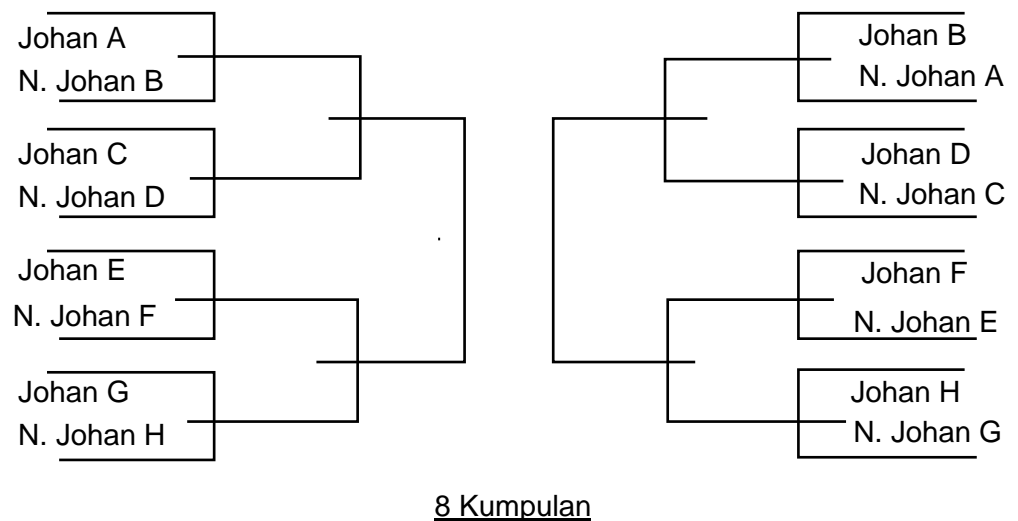 Johan A
N. Johan B
Johan C
N. Johan D
Johan E
N. Johan F
Johan G
N. Johan H
Johan B
N. Johan A
Johan D
N. Johan C
Johan F
N. Johan E
Johan H
N. Johan G
8 Kumpulan